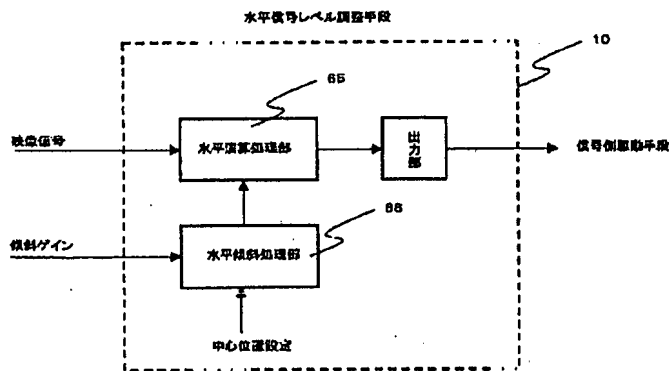 水平信号レベル調整手段
10
65
映像信号
水平演算処理部
出力部
信号側駆動手段
66
傾斜ゲイン
水平傾斜処理部
中心位置設定